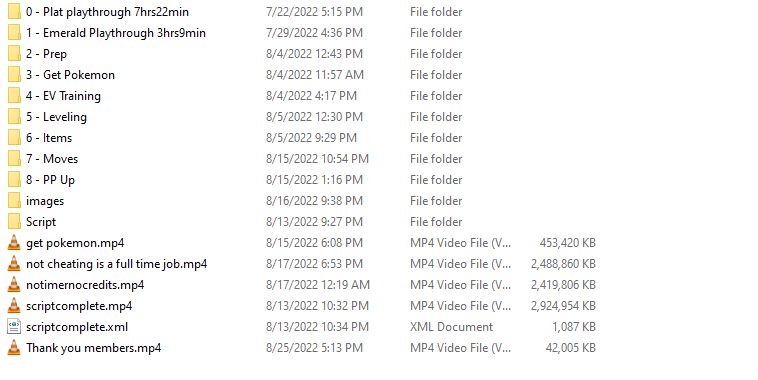 0 - Plat playthrough 7hrs22min 7/22/2022 5:15 PM File folder
1 - Emerald Playthrough 3hrs9min 7/29/2022 4:36 PM File folder
2 - Prep 8/4/2022 12:43 PM File folder
3 - Get Pokemon 8/4/2022 11:57 AM File folder
4 - EV Training 8/4/2022 4:17 PM File folder
5 - Leveling 8/5/2022 12:30 PM File folder
6 - Items 8/5/2022 9:29 PM File folder
7 - Moves 8/15/2022 10:54 PM File folder
8 - PP Up 8/15/2022 1:16 PM File folder
images 8/16/2022 9:38 PM File folder
Script 8/13/2022 9:27 PM File folder
get pokemon.mp4 8/15/2022 6:08 PM MP4 Video File (V... 453,420 KB
not cheating is a full time job.mp4 8/17/2022 6:53 PM MP4 Video File (V... 2,488,860 KB
notimernocredits.mp4 8/17/2022 12:19 AM MP4 Video File (V... 2,419,806 KB
scriptcomplete.mp4 8/13/2022 10:32 PM MP4 Video File (V... 2,924,954 KB
scriptcomplete.xml 8/13/2022 10:34 PM XML Document 1,087 KB
Thank you members.mp4 8/25/2022 5:13 PM MP4 Video File (V... 42,005 KB